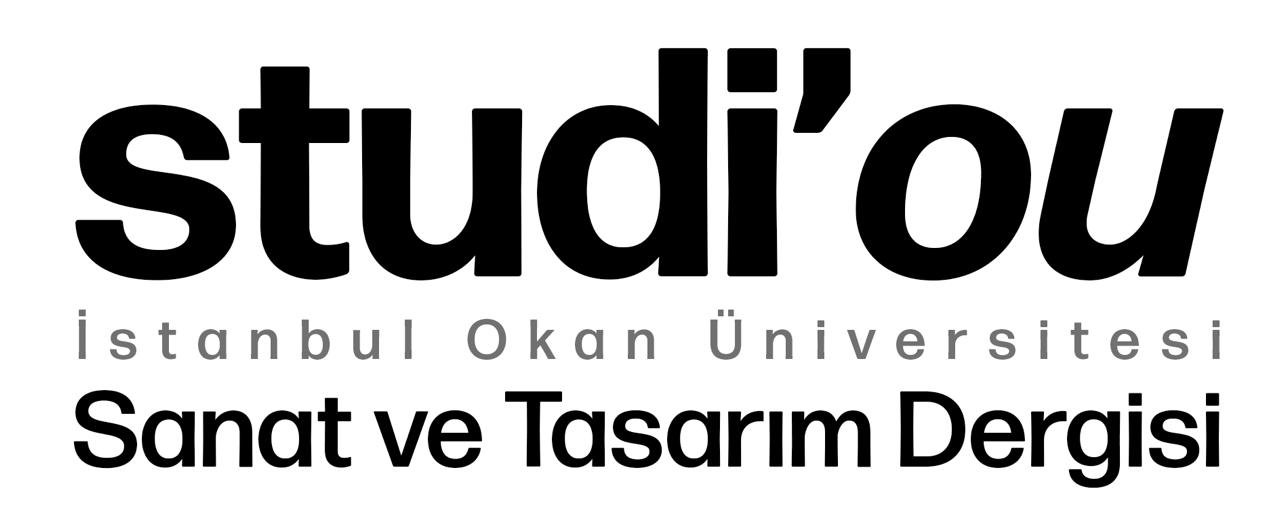 studi’ou
İstanbul Okan Üniversitesi
Sanat ve Tasarım Dergisi